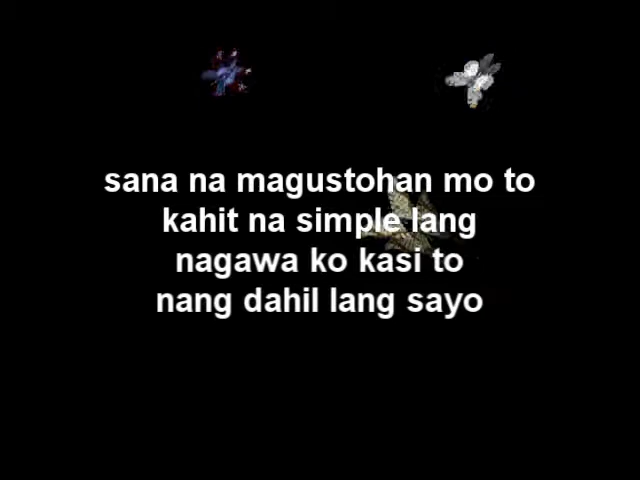 sana na magustohan mo to
kahit na simple lang
nagawa ko kasi to
nang dahil lang sayo